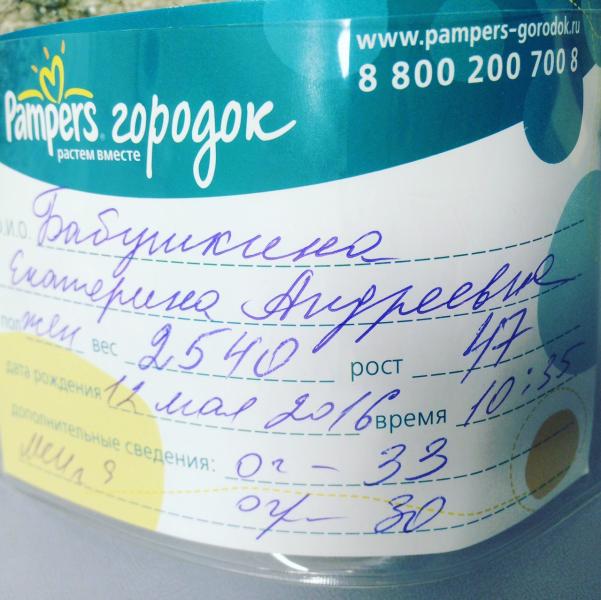 www.pampers-gorodok.ru
8 800 200 700 8
Pampers городок
растем вместе
Ф.И.О. Бабушкина
Екатерина Андреевна
пол жен вес 2540 рост 47
дата рождения 12 мая 2016 время 10:35
дополнительные сведения: ог – 33
огр – 30